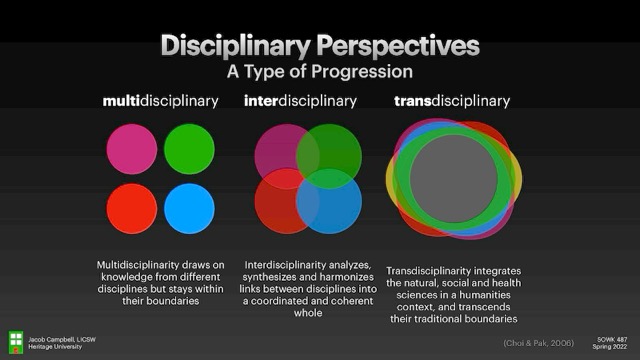 Disciplinary Perspectives
A Type of Progression
multidisciplinary
interdisciplinary
transdisciplinary
Multidisciplinarity draws on
knowledge from different
disciplines but stays within
their boundaries
Interdisciplinarity analyzes,
synthesizes and harmonizes
links between disciplines into
a coordinated and coherent
whole
Transdisciplinarity integrates
the natural, social and health
sciences in a humanities
context, and transcends
their traditional boundaries
Jacob Campbell, LICSW
Heritage University
(Choi & Pak, 2006)
SOWK 487
Spring 2022